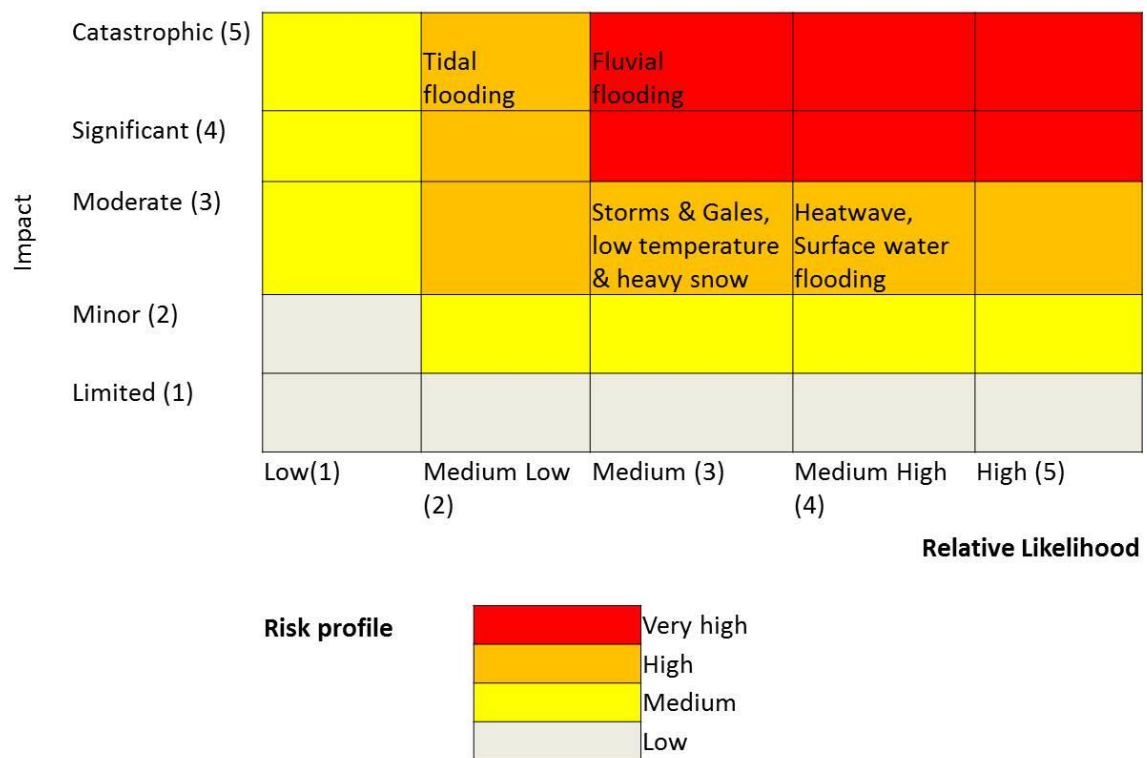 Catastrophic (5)
Tidal
flooding
Fluvial
flooding
Significant (4)
Impact
Moderate (3)
Storms & Gales,
low temperature
& heavy snow
Heatwave,
Surface water
flooding
Minor (2)
Limited (1)
Low(1)
Medium Low
(2)
Medium (3)
Medium High
(4)
High (5)
Relative Likelihood
Risk profile
Very high
High
Medium
Low